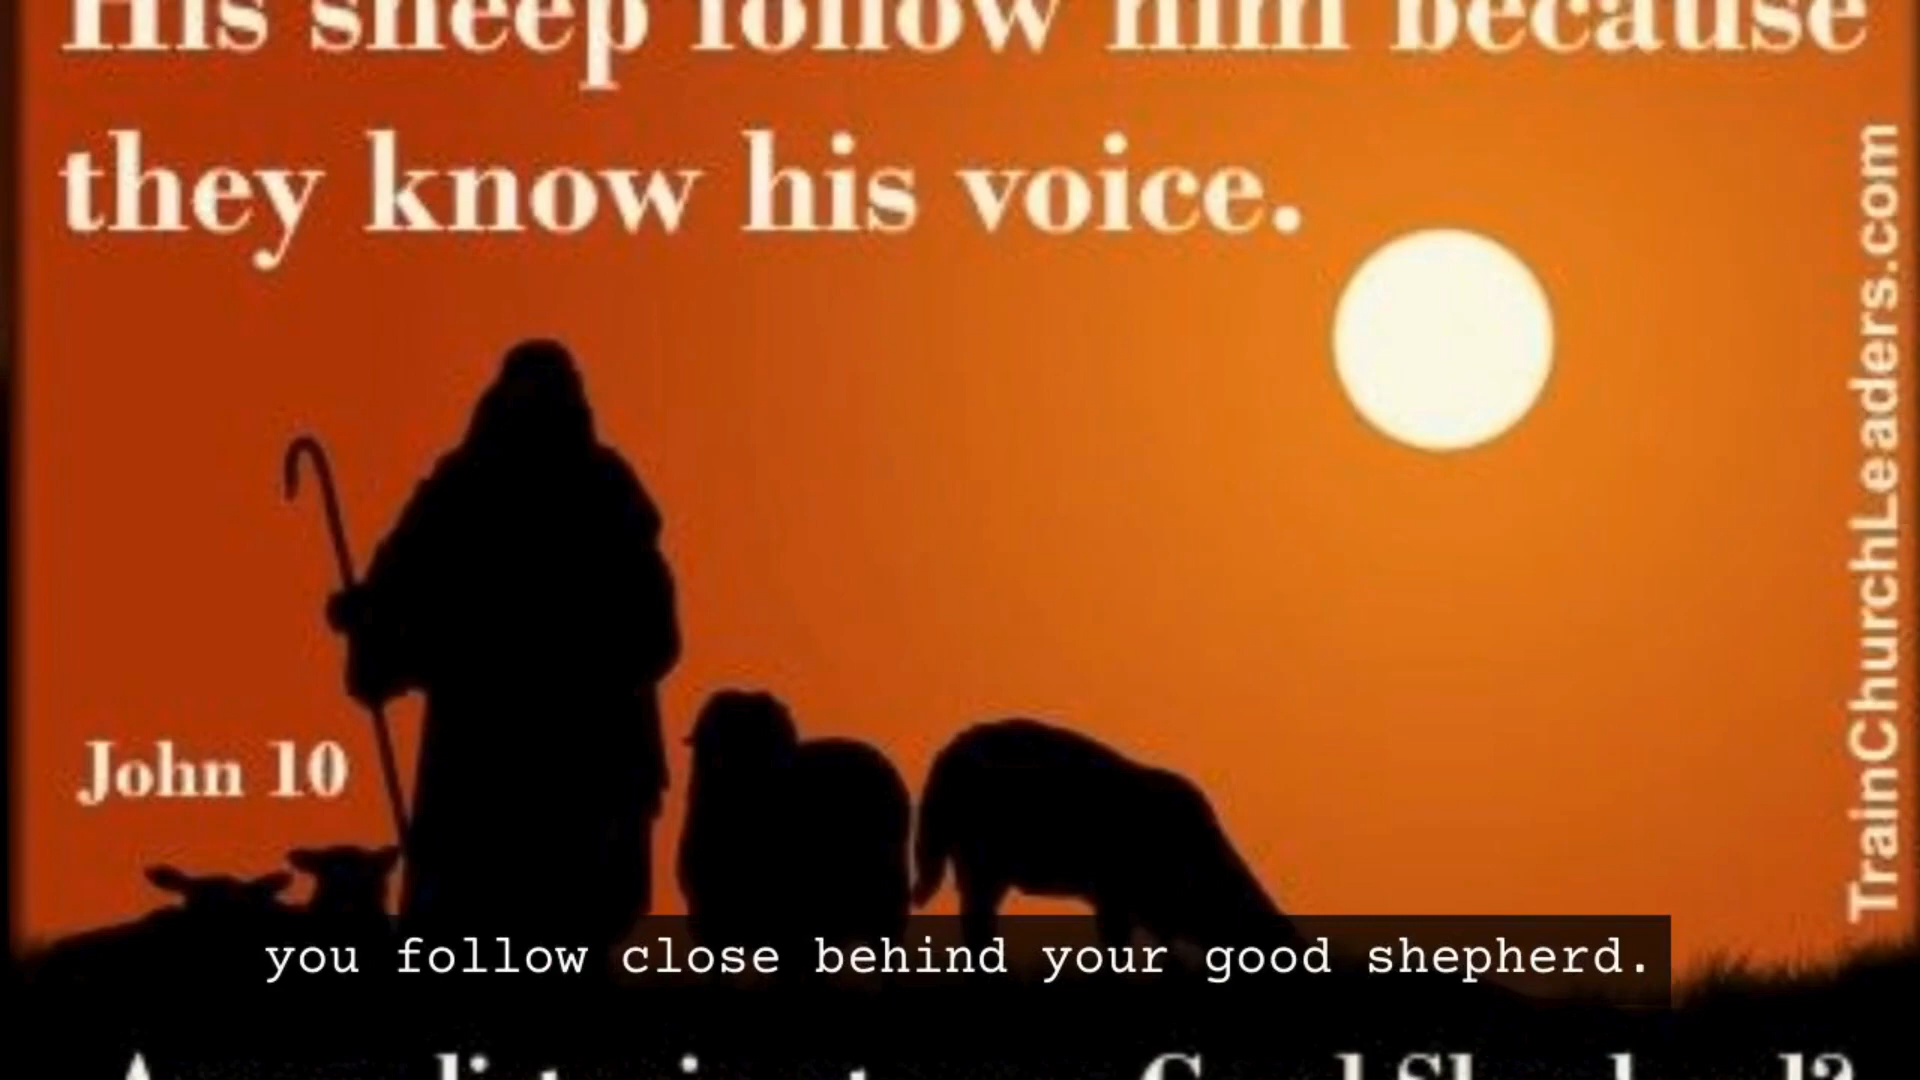 His sheep follow him because
they know his voice.
TrainChurchLeaders.com
John 10
you follow close behind your good shepherd.